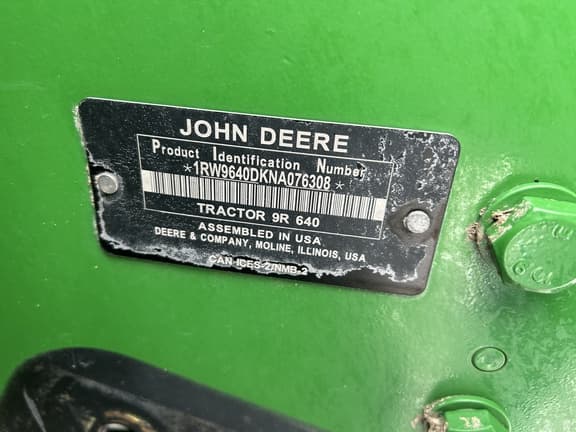 JOHN DEERE
Product Identification Number
*1RW9640DKNA076308*
TRACTOR 9R 640
ASSEMBLED IN USA
DEERE & COMPANY, MOLINE, ILLINOIS, USA
CAN ICES-2/NMB-2